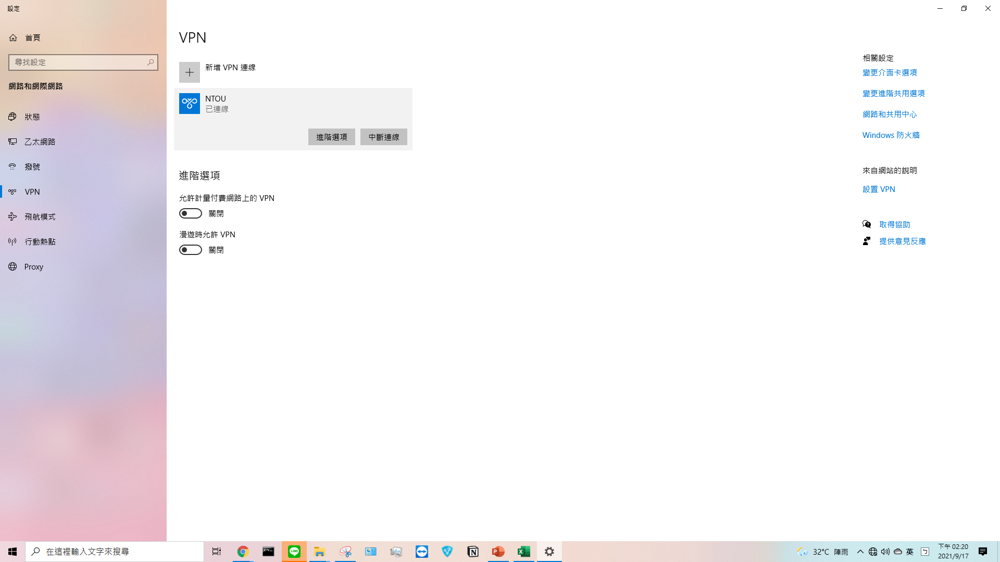 設定
首頁
尋找設定
網路和網際網路
狀態
乙太網路
撥號
VPN
飛航模式
行動熱點
Proxy
VPN
新增 VPN 連線
NTOU
已連線
進階選項
中斷連線
進階選項
允許計量付費網路上的 VPN
關閉
漫遊時允許 VPN
關閉
相關設定
變更介面卡選項
變更進階共用選項
網路和共用中心
Windows 防火牆
來自網站的說明
設置 VPN
取得協助
提供意見反應
在這裡輸入文字來搜尋
LINE
32°C 陣雨
英
ㄅ
下午 02:20
2021/9/17